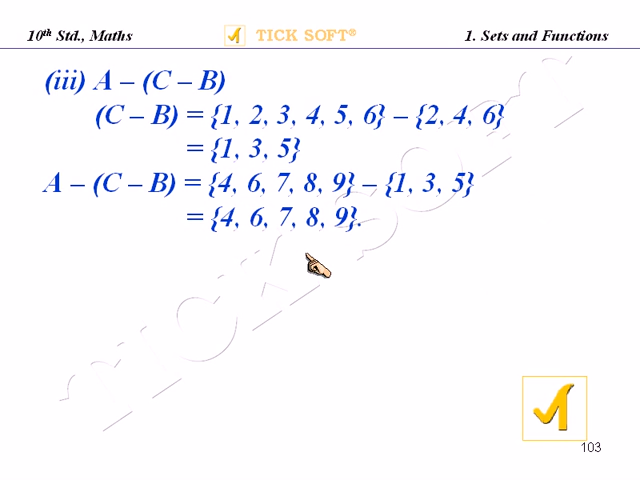 10th Std., Maths TICK SOFT® 1. Sets and Functions
(iii) A – (C – B)
(C – B) = {1, 2, 3, 4, 5, 6} – {2, 4, 6}
= {1, 3, 5}
A – (C – B) = {4, 6, 7, 8, 9} – {1, 3, 5}
= {4, 6, 7, 8, 9}.
103